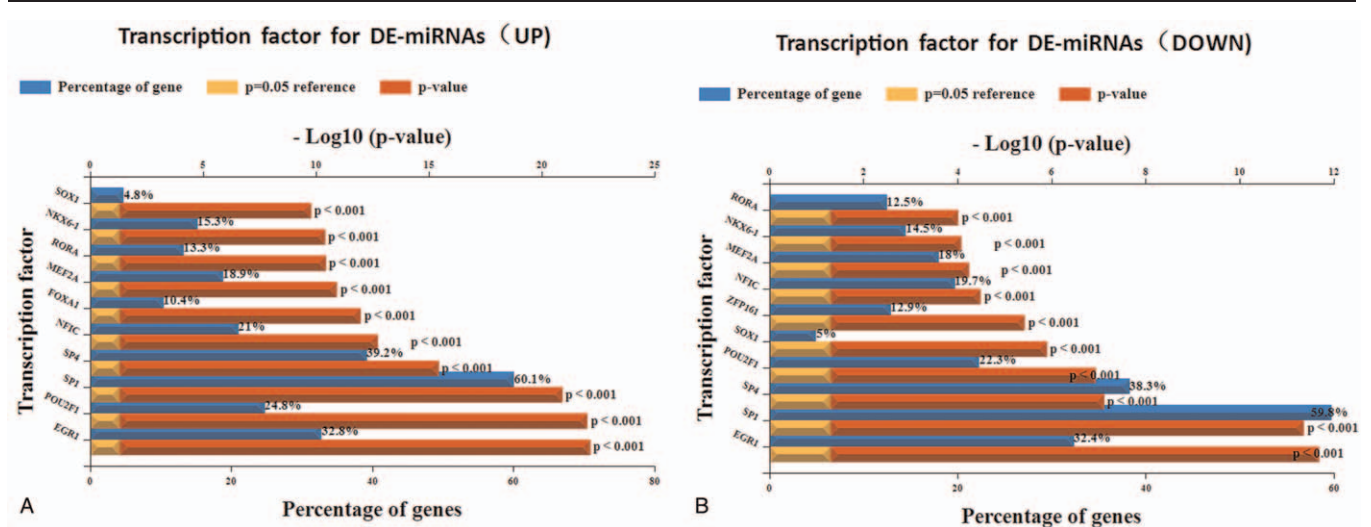 Transcription factor for DE-miRNAs（UP)
Percentage of gene p=0.05 reference p-value
- Log10 (p-value)
0 5 10 15 20 25
SOX1 4.8%
p < 0.001
NKX6-1 15.3%
p < 0.001
RORA 13.3%
p < 0.001
MEF2A 18.9%
p < 0.001
FOXA1 10.4%
p < 0.001
NFIC 21%
p < 0.001
SP4 39.2%
p < 0.001
SP1 60.1%
p < 0.001
POU2F1 24.8%
p < 0.001
EGR1 32.8%
p < 0.001
Transcription factor
0 20 40 60 80
Percentage of genes
A
Transcription factor for DE-miRNAs（DOWN)
Percentage of gene p=0.05 reference p-value
- Log10 (p-value)
0 2 4 6 8 10 12
RORA 12.5%
p < 0.001
NKX6-1 14.5%
p < 0.001
MEF2A 18%
p < 0.001
NFIC 19.7%
p < 0.001
ZFP161 12.9%
p < 0.001
SOX1 5%
p < 0.001
POU2F1 22.3%
p < 0.001
SP4 38.3%
p < 0.001
SP1 59.8%
p < 0.001
EGR1 32.4%
p < 0.001
Transcription factor
0 20 40 60
Percentage of genes
B